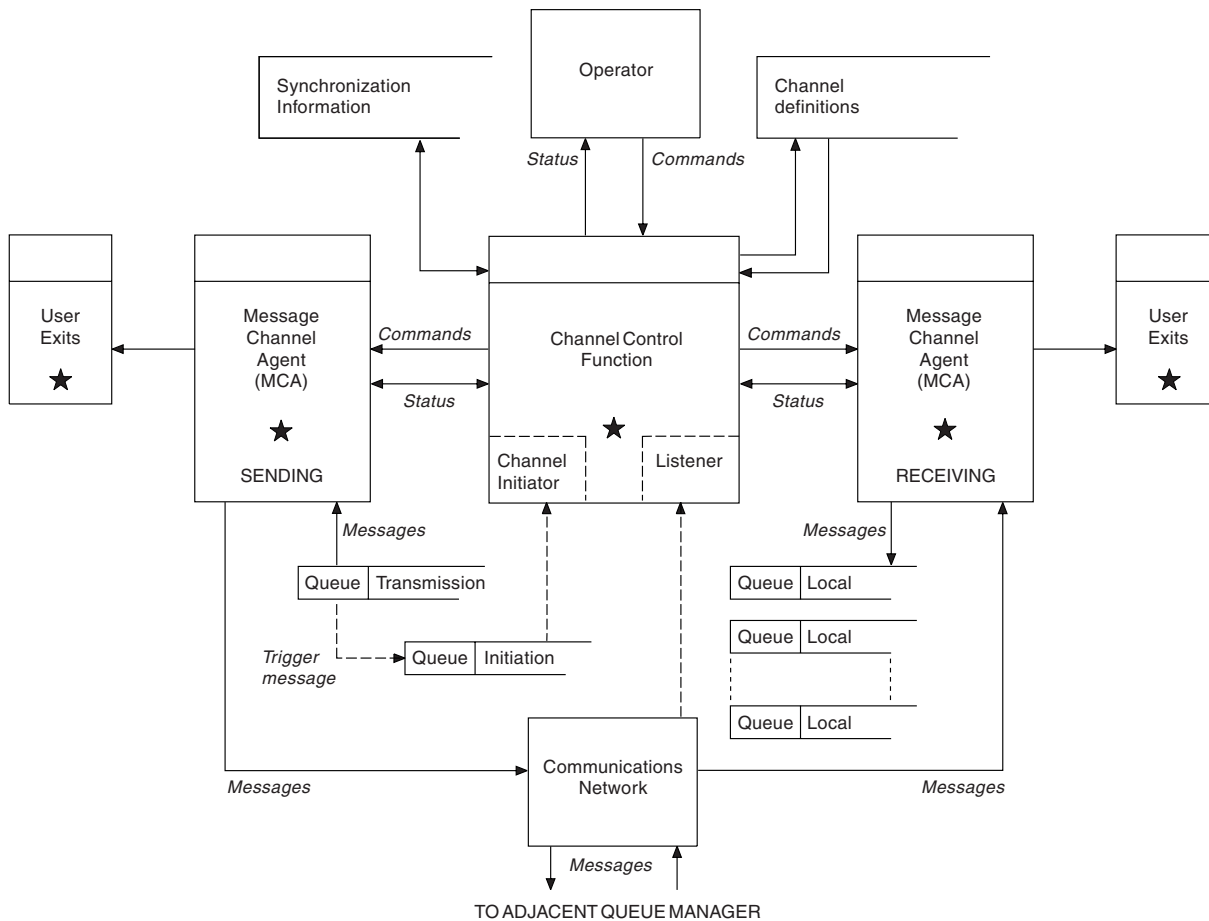 Operator
Synchronization
Information
Channel
definitions
Status
Commands
User
Exits
Message
Channel
Agent
(MCA)
SENDING
Commands
Status
Channel Control
Function
Channel
Initiator
Listener
Commands
Status
Message
Channel
Agent
(MCA)
RECEIVING
User
Exits
Messages
Messages
Queue Transmission
Queue Local
Trigger
message
Queue Initiation
Queue Local
Queue Local
Messages
Communications
Network
Messages
Messages
TO ADJACENT QUEUE MANAGER